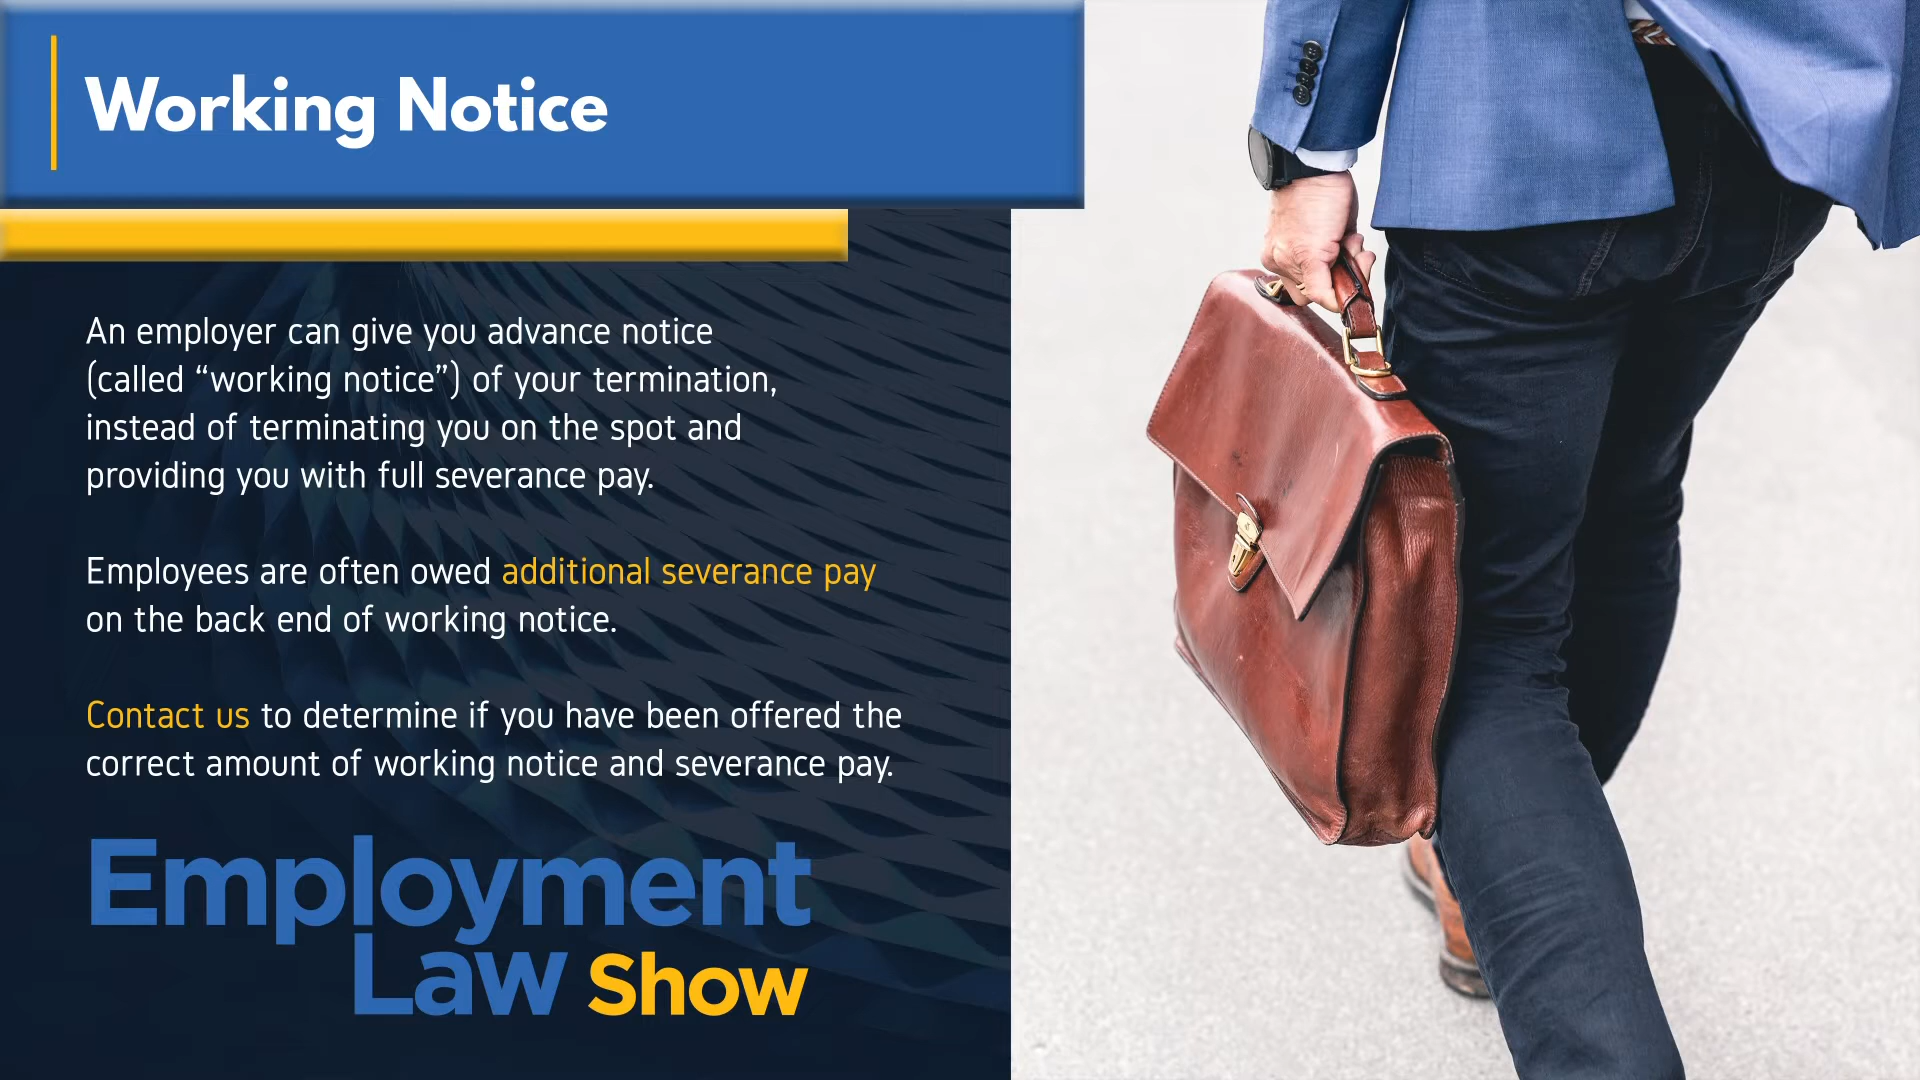 Working Notice
An employer can give you advance notice
(called “working notice”) of your termination,
instead of terminating you on the spot and
providing you with full severance pay.
Employees are often owed additional severance pay
on the back end of working notice.
Contact us to determine if you have been offered the
correct amount of working notice and severance pay.
Employment
Law Show